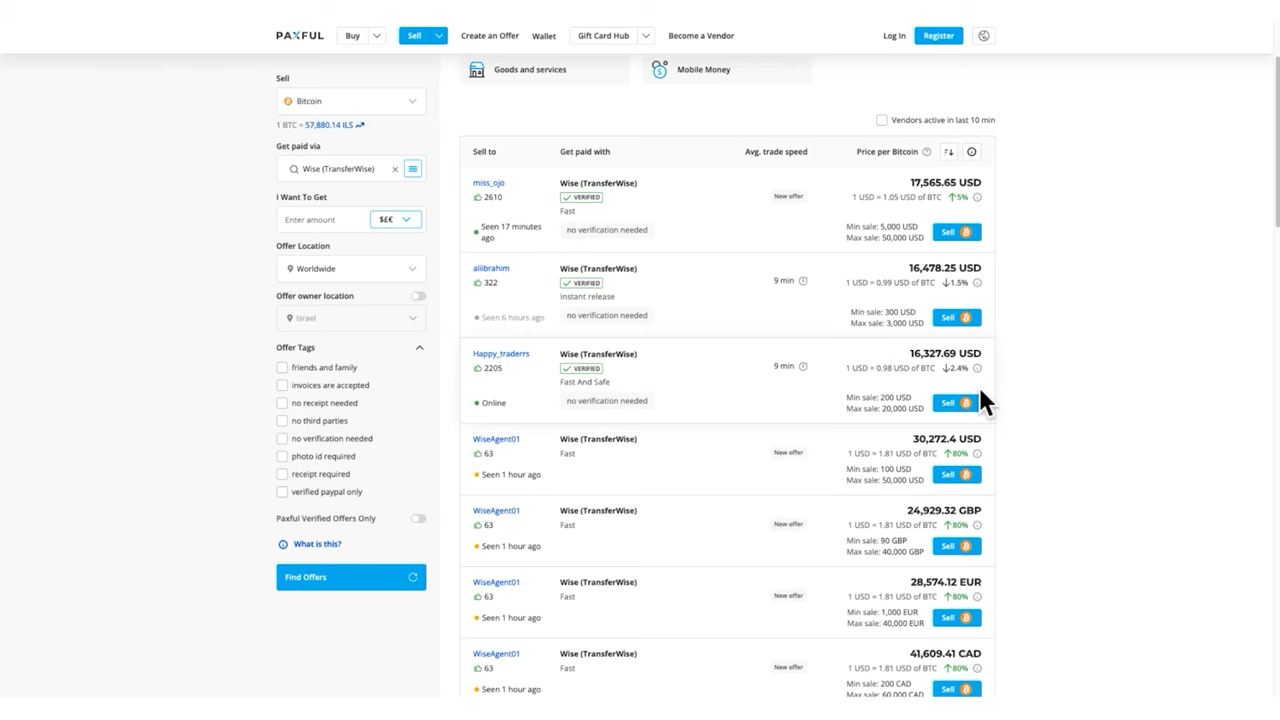 PAXFUL
Buy
Sell
Create an Offer
Wallet
Gift Card Hub
Become a Vendor
Log In
Register
Goods and services
Mobile Money
Sell
Bitcoin
1 BTC = 57,880.14 ILS
Get paid via
Wise (TransferWise)
I Want To Get
Enter amount
$£€
Offer Location
Worldwide
Offer owner location
Israel
Offer Tags
friends and family
invoices are accepted
no receipt needed
no third parties
no verification needed
photo id required
receipt required
verified paypal only
Paxful Verified Offers Only
What is this?
Find Offers
Vendors active in last 10 min
Sell to
Get paid with
Avg. trade speed
Price per Bitcoin
miss_ojo
2610
Seen 17 minutes
ago
Wise (TransferWise)
VERIFIED
Fast
no verification needed
New offer
17,565.65 USD
1 USD = 1.05 USD of BTC ↑5%
Min sale: 5,000 USD
Max sale: 50,000 USD
Sell
aliibrahim
322
Seen 6 hours ago
Wise (TransferWise)
VERIFIED
Instant release
no verification needed
9 min
16,478.25 USD
1 USD = 0.99 USD of BTC ↓1.5%
Min sale: 300 USD
Max sale: 3,000 USD
Sell
Happy_traderrs
2205
Online
Wise (TransferWise)
VERIFIED
Fast And Safe
no verification needed
9 min
16,327.69 USD
1 USD = 0.98 USD of BTC ↓2.4%
Min sale: 200 USD
Max sale: 20,000 USD
Sell
WiseAgent01
63
Seen 1 hour ago
Wise (TransferWise)
Fast
New offer
30,272.4 USD
1 USD = 1.81 USD of BTC ↑80%
Min sale: 100 USD
Max sale: 50,000 USD
Sell
WiseAgent01
63
Seen 1 hour ago
Wise (TransferWise)
Fast
New offer
24,929.32 GBP
1 USD = 1.81 USD of BTC ↑80%
Min sale: 90 GBP
Max sale: 40,000 GBP
Sell
WiseAgent01
63
Seen 1 hour ago
Wise (TransferWise)
Fast
New offer
28,574.12 EUR
1 USD = 1.81 USD of BTC ↑80%
Min sale: 1,000 EUR
Max sale: 40,000 EUR
Sell
WiseAgent01
63
Seen 1 hour ago
Wise (TransferWise)
Fast
New offer
41,609.41 CAD
1 USD = 1.81 USD of BTC ↑80%
Min sale: 200 CAD
Max sale: 60,000 CAD
Sell